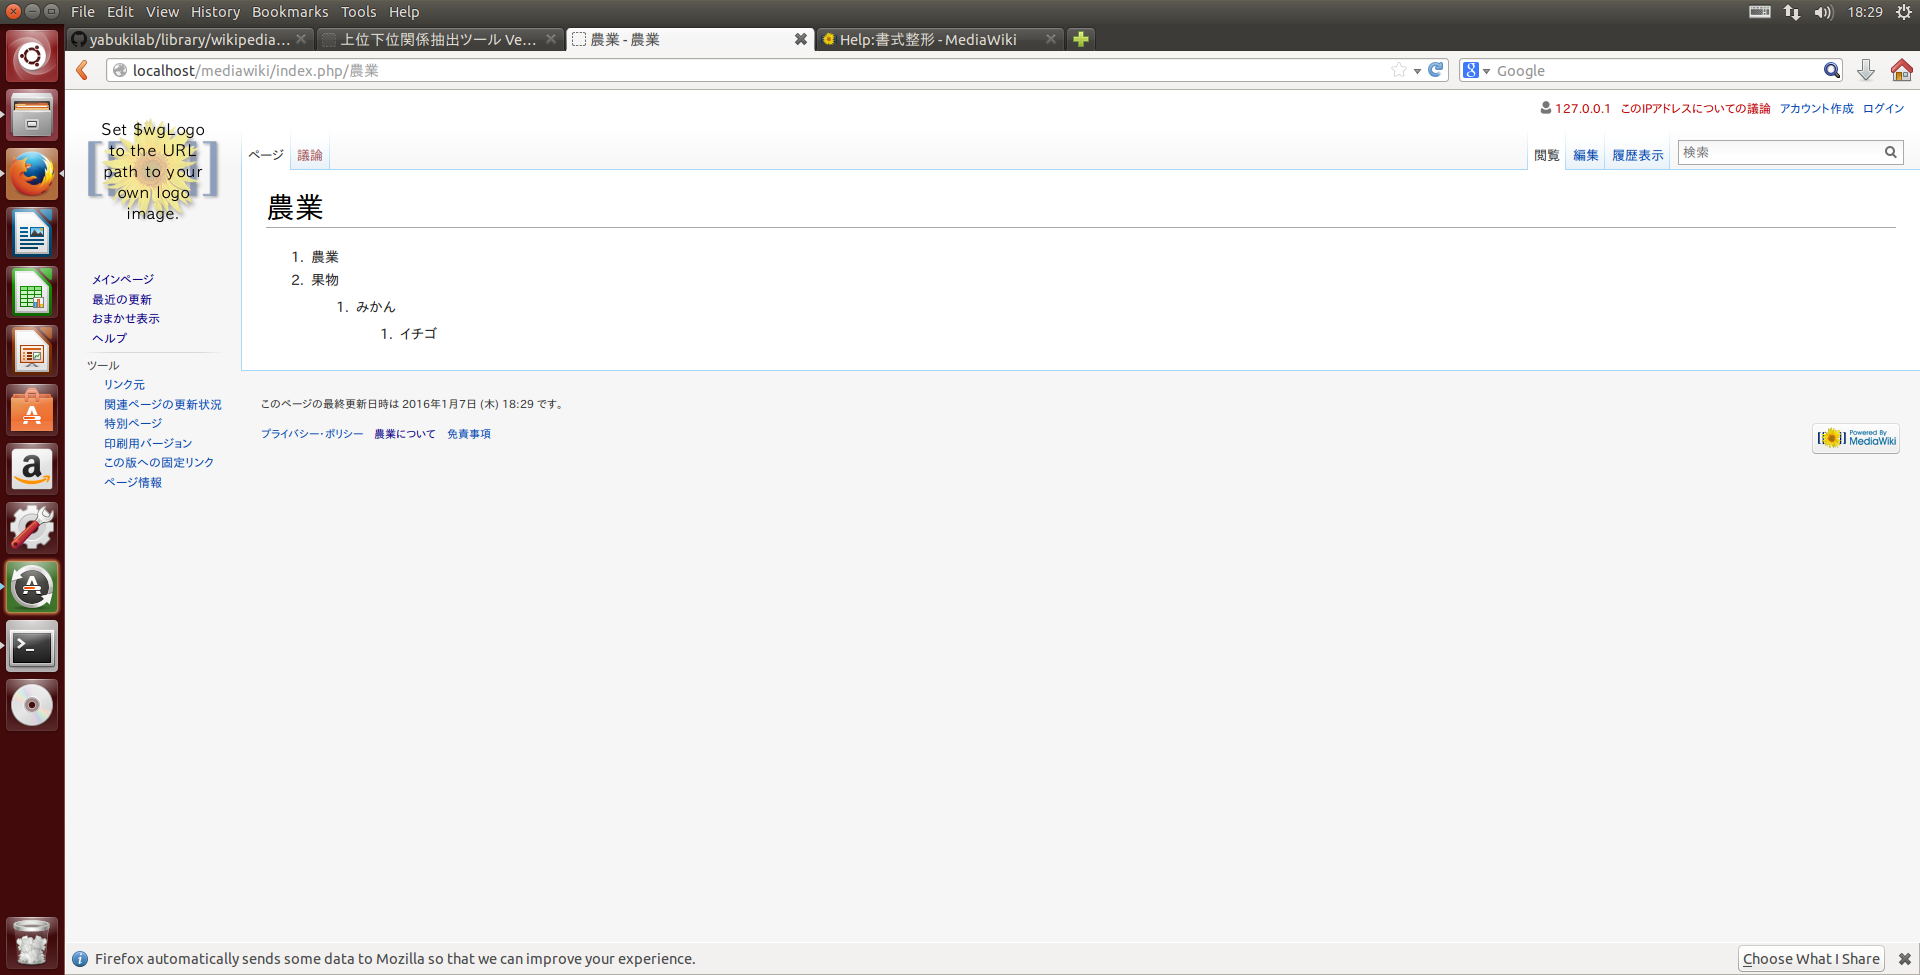 File Edit View History Bookmarks Tools Help 18:29
yabukilab/library/wikipedia... 上位下位関係抽出ツール Ve... 農業 - 農業 Help:書式整形 - MediaWiki
localhost/mediawiki/index.php/農業 Google
127.0.0.1 このIPアドレスについての議論 アカウント作成 ログイン
Set $wgLogo
to the URL
path to your
own logo
image.
ページ 議論 閲覧 編集 履歴表示 検索
農業
1. 農業
2. 果物
1. みかん
1. イチゴ
メインページ
最近の更新
おまかせ表示
ヘルプ
ツール
リンク元
関連ページの更新状況
特別ページ
印刷用バージョン
この版への固定リンク
ページ情報
このページの最終更新日時は 2016年1月7日 (木) 18:29 です。
プライバシー・ポリシー 農業について 免責事項
Powered By
MediaWiki
Firefox automatically sends some data to Mozilla so that we can improve your experience. Choose What I Share